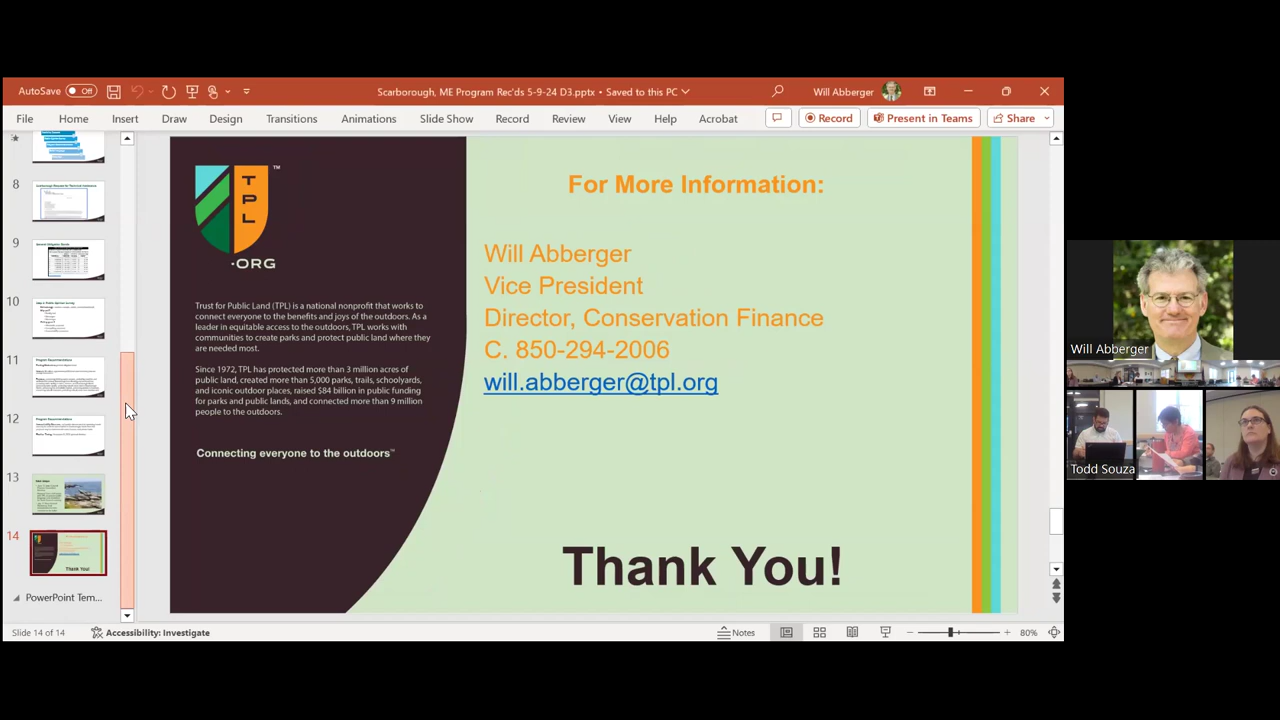 AutoSave Off
Scarborough, ME Program Rec'ds 5-9-24 D3.pptx • Saved to this PC
Will Abberger
File Home Insert Draw Design Transitions Animations Slide Show Record Review View Help Acrobat
Record
Present in Teams
Share
8
9
10
11
12
13
14
Thank You!
PowerPoint Tem...
TPL
™
.ORG
Trust for Public Land (TPL) is a national nonprofit that works to
connect everyone to the benefits and joys of the outdoors. As a
leader in equitable access to the outdoors, TPL works with
communities to create parks and protect public land where they
are needed most.
Since 1972, TPL has protected more than 3 million acres of
public land, created more than 5,000 parks, trails, schoolyards,
and iconic outdoor places, raised $84 billion in public funding
for parks and public lands, and connected more than 9 million
people to the outdoors.
Connecting everyone to the outdoors™
For More Information:
Will Abberger
Vice President
Director, Conservation Finance
C. 850-294-2006
will.abberger@tpl.org
Thank You!
Slide 14 of 14
Accessibility: Investigate
Notes
80%
Will Abberger
Todd Souza